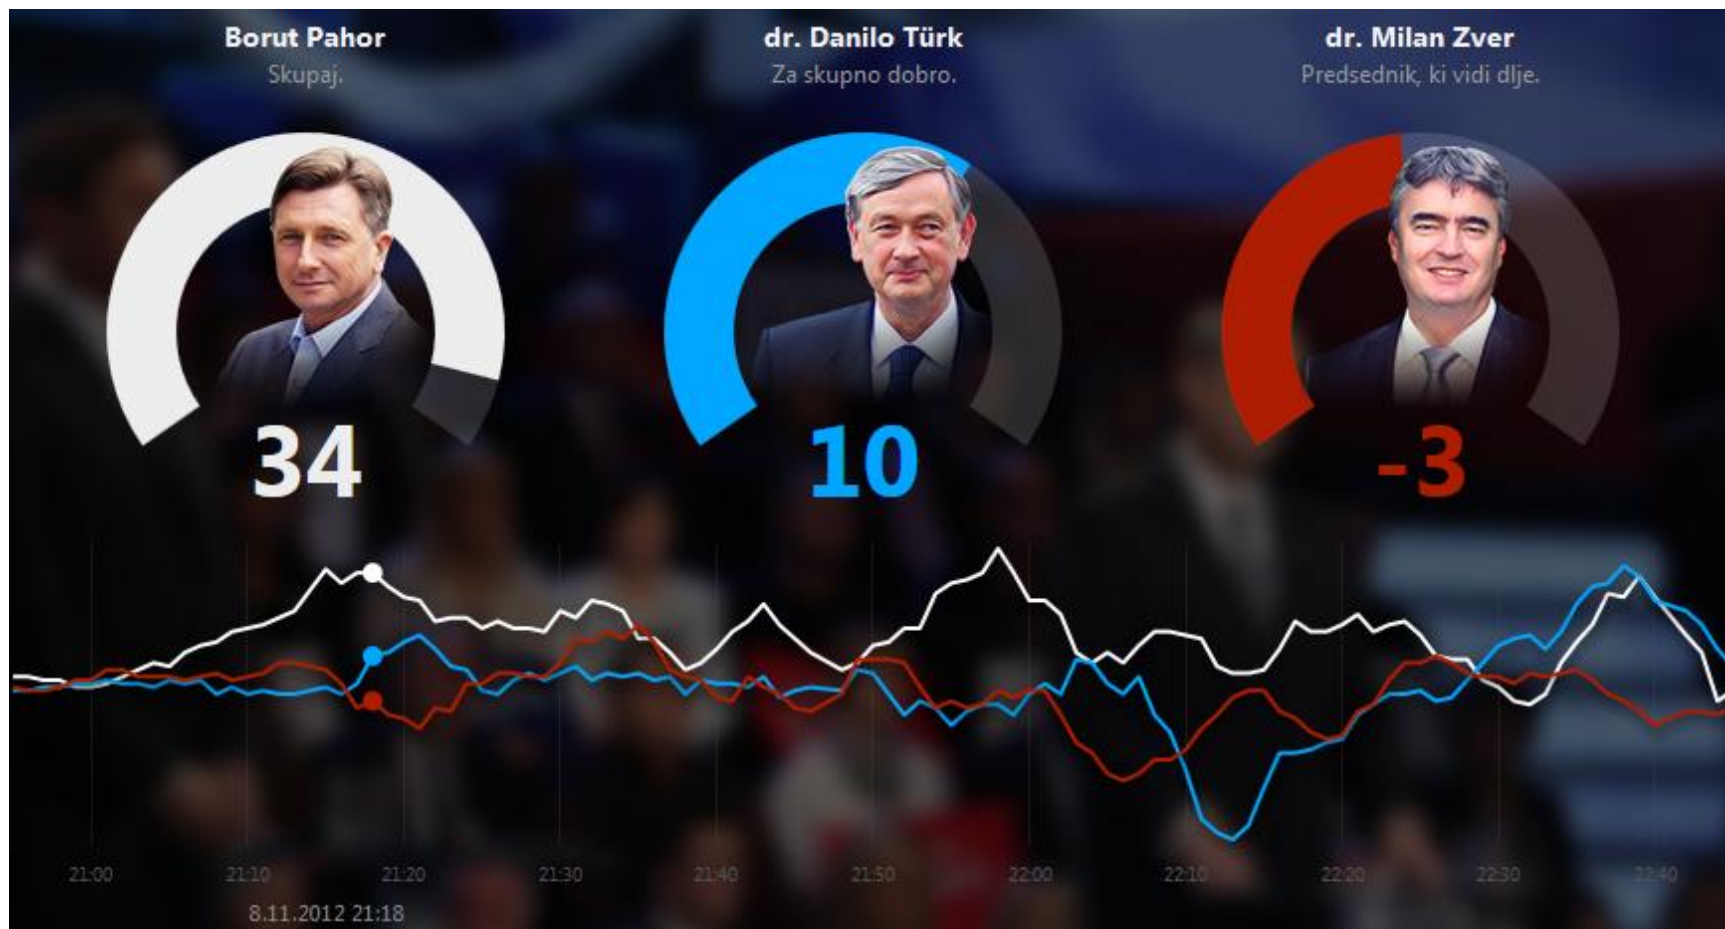 Borut Pahor
Skupaj.
dr. Danilo Türk
Za skupno dobro.
dr. Milan Zver
Predsednik, ki vidi dlje.
34
10
-3
21:00 21:10 21:20 21:30 21:40 21:50 22:00 22:10 22:20 22:30 22:40
8.11.2012 21:18